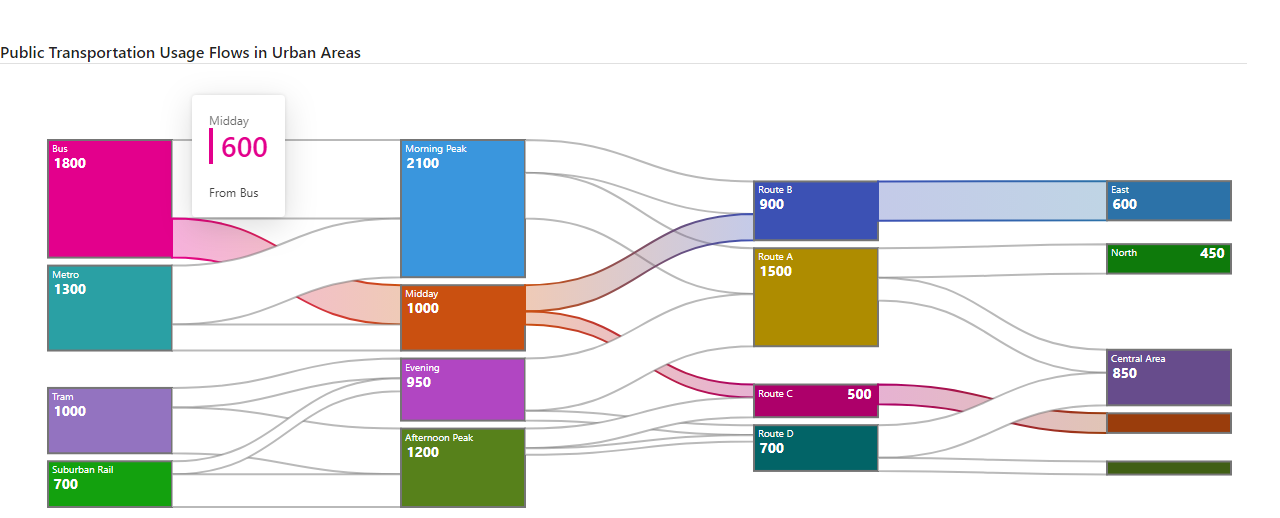 Public Transportation Usage Flows in Urban Areas
Midday
600
From Bus
Bus
1800
Metro
1300
Tram
1000
Suburban Rail
700
Morning Peak
2100
Midday
1000
Evening
950
Afternoon Peak
1200
Route B
900
Route A
1500
Route C 500
Route D
700
East
600
North 450
Central Area
850